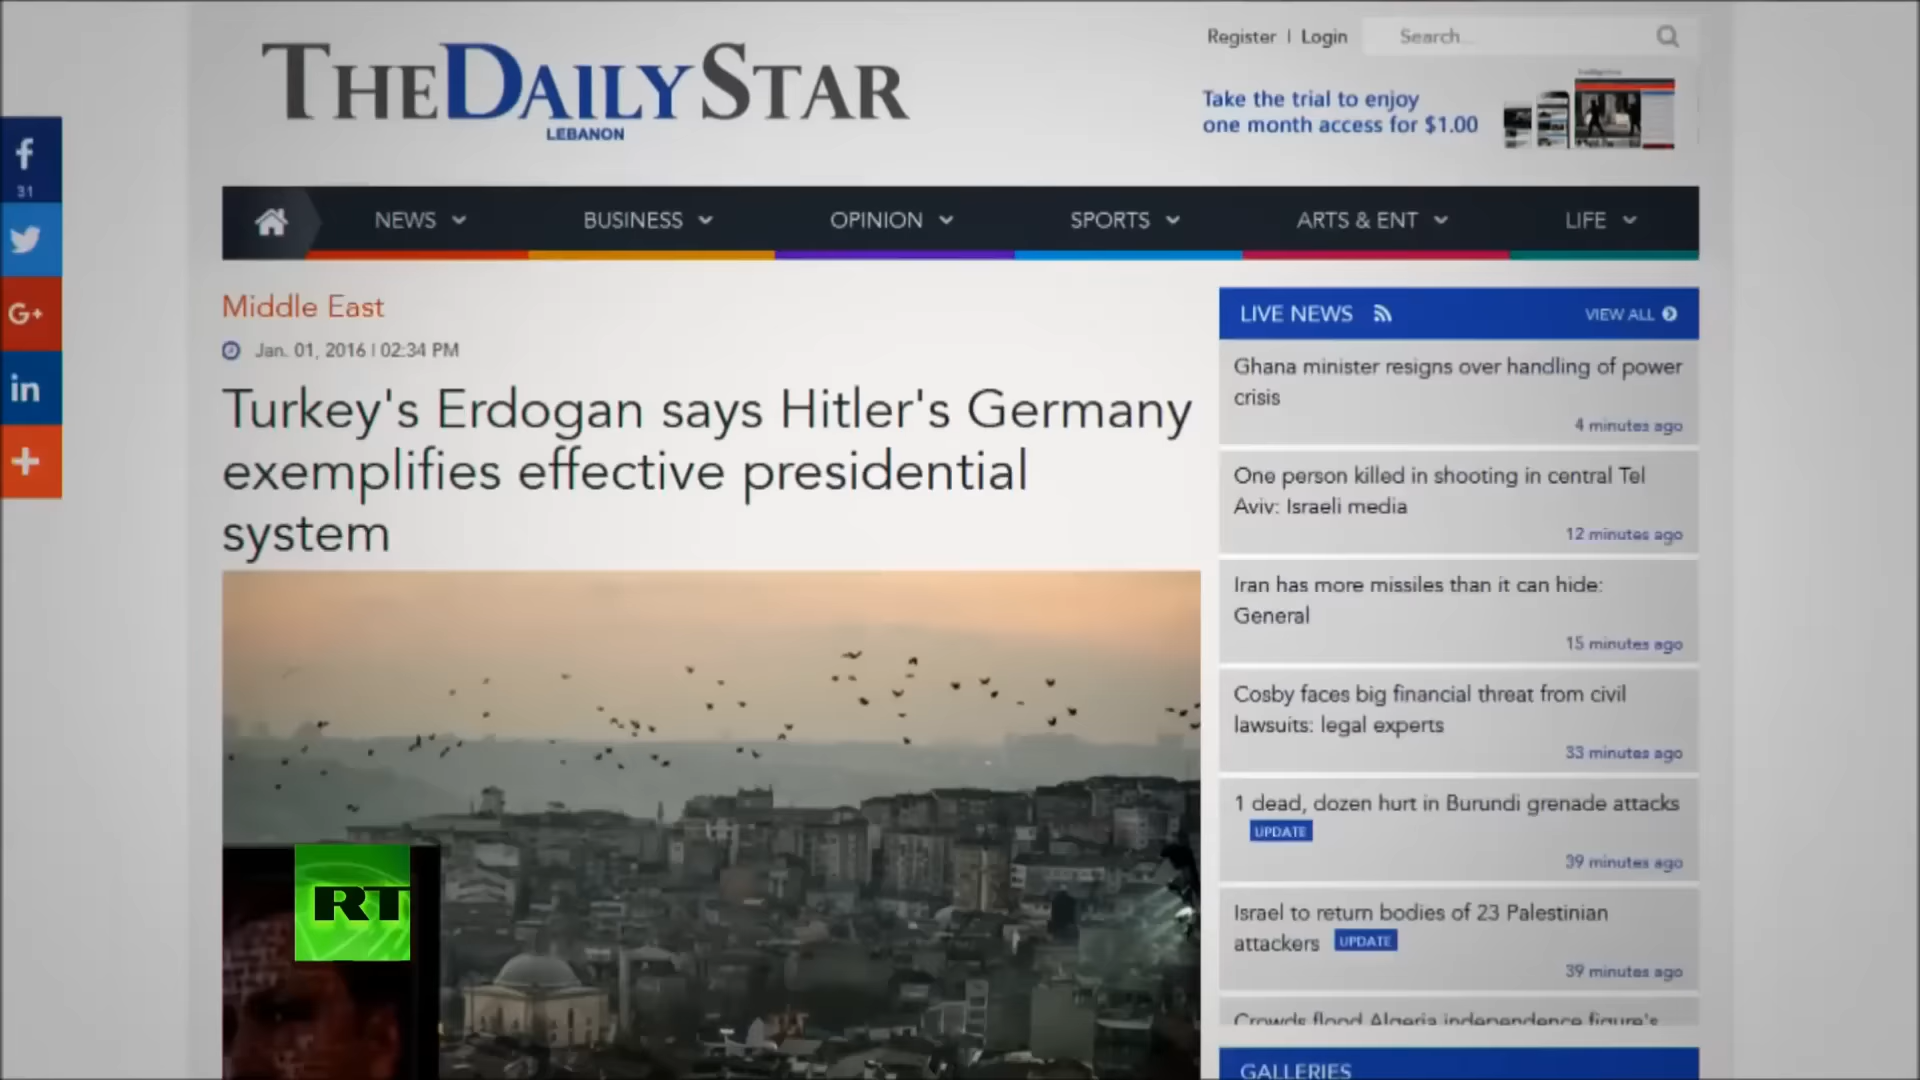 THE DAILY STAR
LEBANON
Register | Login
Search...
Take the trial to enjoy
one month access for $1.00
f
31
G+
in
+
NEWS
BUSINESS
OPINION
SPORTS
ARTS & ENT
LIFE
Middle East
Jan. 01, 2016 | 02:34 PM
Turkey's Erdogan says Hitler's Germany
exemplifies effective presidential
system
RT
LIVE NEWS
VIEW ALL
Ghana minister resigns over handling of power
crisis
4 minutes ago
One person killed in shooting in central Tel
Aviv: Israeli media
12 minutes ago
Iran has more missiles than it can hide:
General
15 minutes ago
Cosby faces big financial threat from civil
lawsuits: legal experts
33 minutes ago
1 dead, dozen hurt in Burundi grenade attacks
UPDATE
39 minutes ago
Israel to return bodies of 23 Palestinian
attackers UPDATE
39 minutes ago
Crowds flood Algeria independence figure's
GALLERIES